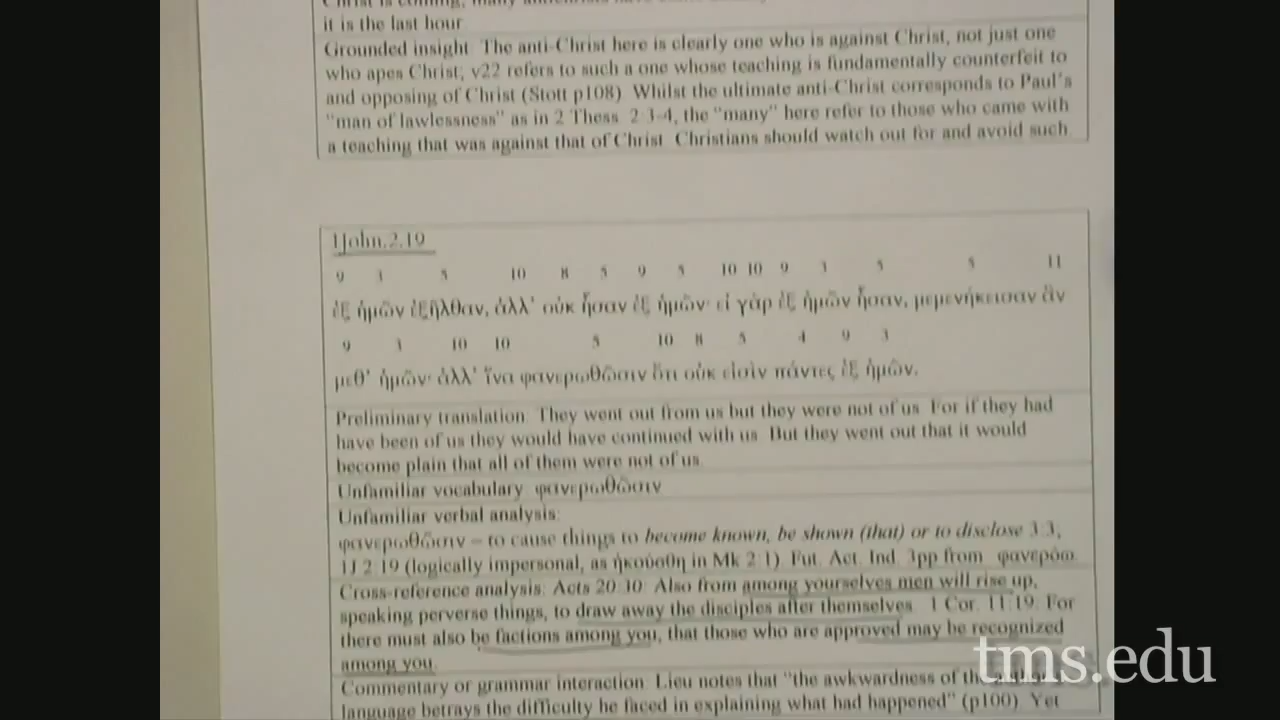 Christ is coming, many antichrists have
it is the last hour
Grounded insight: The anti-Christ here is clearly one who is against Christ, not just one
who apes Christ; v22 refers to such a one whose teaching is fundamentally counterfeit to
and opposing of Christ (Stott p108) Whilst the ultimate anti-Christ corresponds to Paul's
"man of lawlessness" as in 2 Thess 2:3-4, the "many" here refer to those who came with
a teaching that was against that of Christ. Christians should watch out for and avoid such
1John.2.19
9 3 5 10 8 5 9 5 10 10 9 3 5 5 11
ἐξ ἡμῶν ἐξῆλθαν, ἀλλ' οὐκ ἦσαν ἐξ ἡμῶν· εἰ γὰρ ἐξ ἡμῶν ἦσαν, μεμενήκεισαν ἂν
9 3 10 10 5 10 8 5 4 9 3
μεθ' ἡμῶν· ἀλλ' ἵνα φανερωθῶσιν ὅτι οὐκ εἰσὶν πάντες ἐξ ἡμῶν.
Preliminary translation: They went out from us but they were not of us. For if they had
have been of us they would have continued with us. But they went out that it would
become plain that all of them were not of us.
Unfamiliar vocabulary φανερωθῶσιν
Unfamiliar verbal analysis:
φανερωθῶσιν – to cause things to become known, be shown (that) or to disclose 3:3,
1J 2:19 (logically impersonal, as ἠκούσθη in Mk 2:1) Fut. Act. Ind. 3pp from φανερόω.
Cross-reference analysis: Acts 20:30: Also from among yourselves men will rise up,
speaking perverse things, to draw away the disciples after themselves. 1 Cor. 11:19: For
there must also be factions among you, that those who are approved may be recognized
among you.
Commentary or grammar interaction: Lieu notes that "the awkwardness of the
language betrays the difficulty he faced in explaining what had happened" (p100) Yet
tms.edu